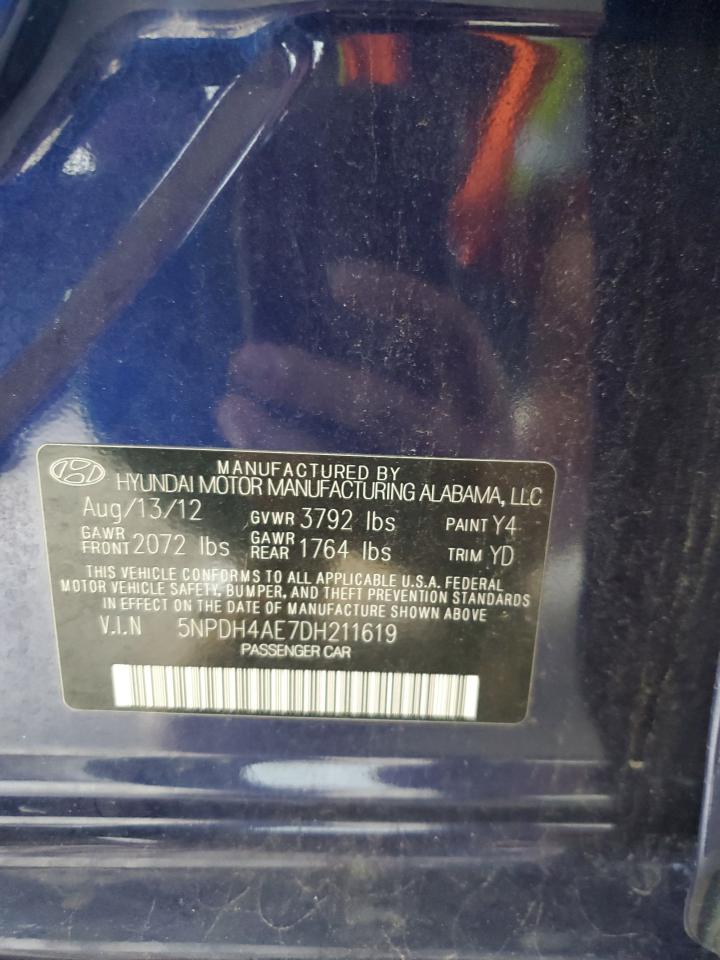 MANUFACTURED BY
HYUNDAI MOTOR MANUFACTURING ALABAMA, LLC
Aug/13/12 GVWR 3792 lbs PAINT Y4
GAWR FRONT 2072 lbs GAWR REAR 1764 lbs TRIM YD
THIS VEHICLE CONFORMS TO ALL APPLICABLE U.S.A. FEDERAL
MOTOR VEHICLE SAFETY, BUMPER, AND THEFT PREVENTION STANDARDS
IN EFFECT ON THE DATE OF MANUFACTURE SHOWN ABOVE
V.I.N 5NPDH4AE7DH211619
PASSENGER CAR